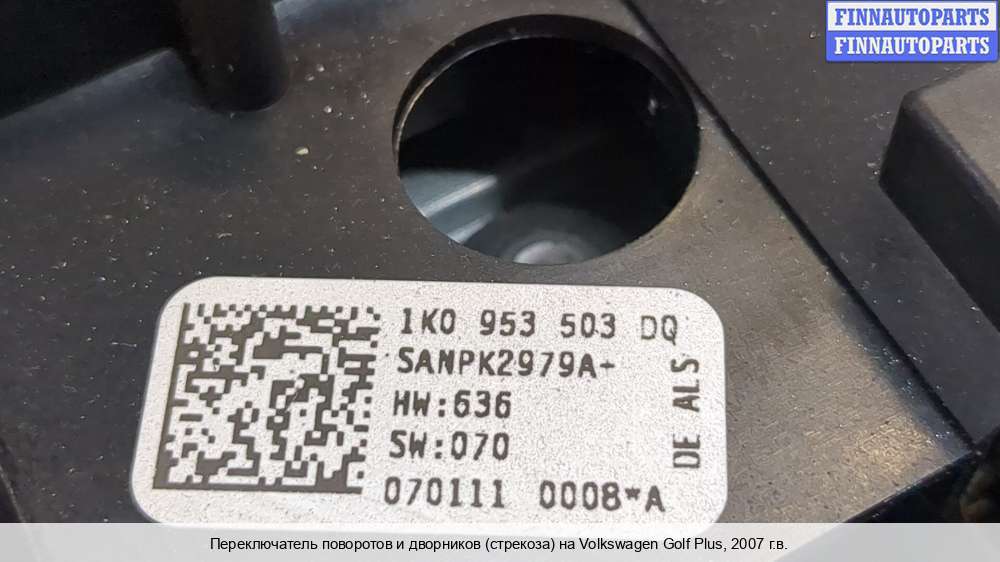 FINNAUTOPARTS
FINNAUTOPARTS
1K0 953 503 DQ
SANPK2979A+
HW:636
SW:070
070111 0008*A
DE ALS
Переключатель поворотов и дворников (стрекоза) на Volkswagen Golf Plus, 2007 г.в.